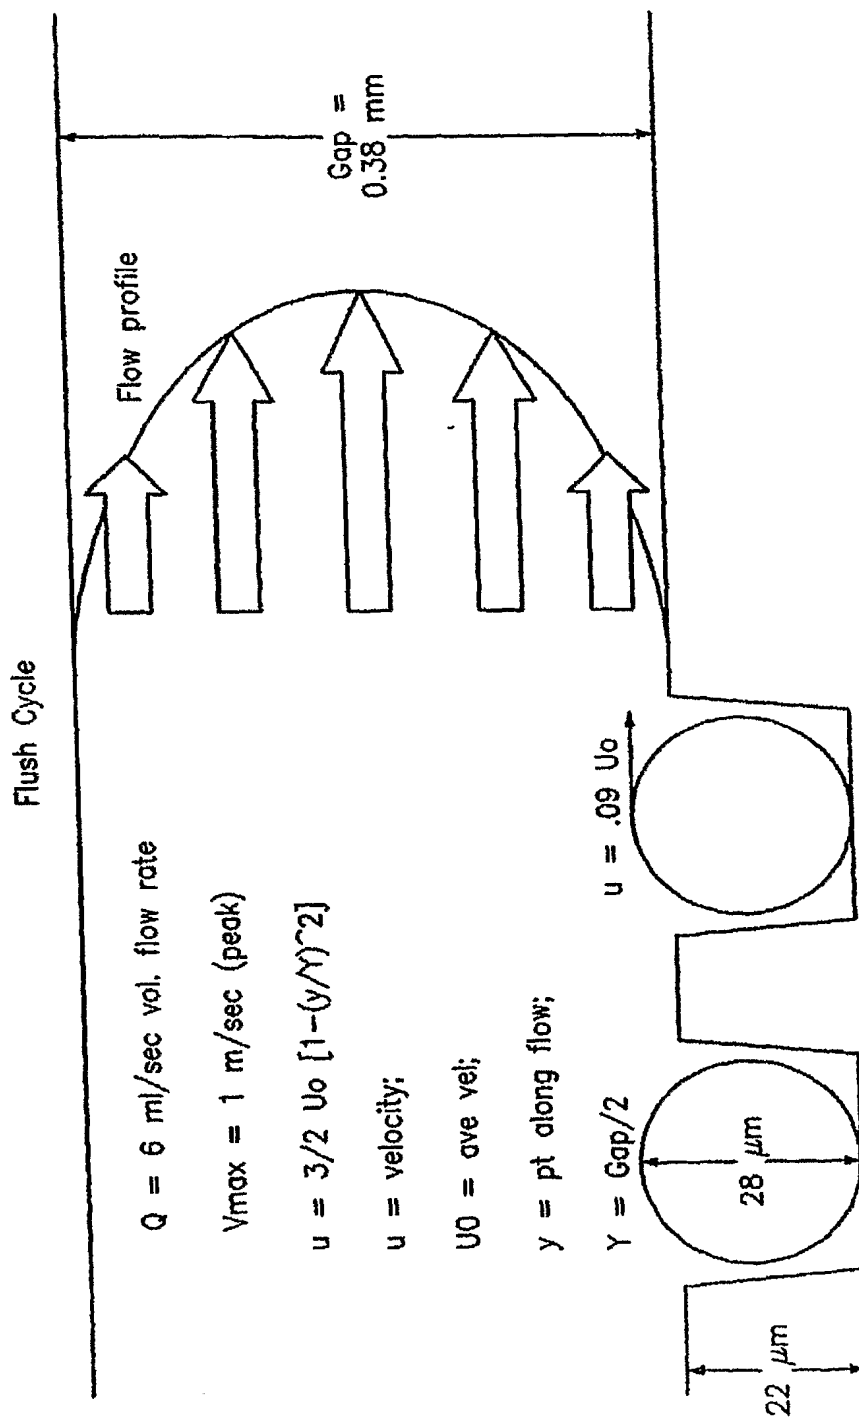 Flush Cycle
Q = 6 ml/sec vol. flow rate
Vmax = 1 m/sec (peak)
u = 3/2 Uo [1-(y/Y)^2]
u = velocity;
U0 = ave vel;
y = pt along flow;
Y = Gap/2
Flow profile
Gap =
0.38 mm
u = .09 Uo
28 µm
22 µm